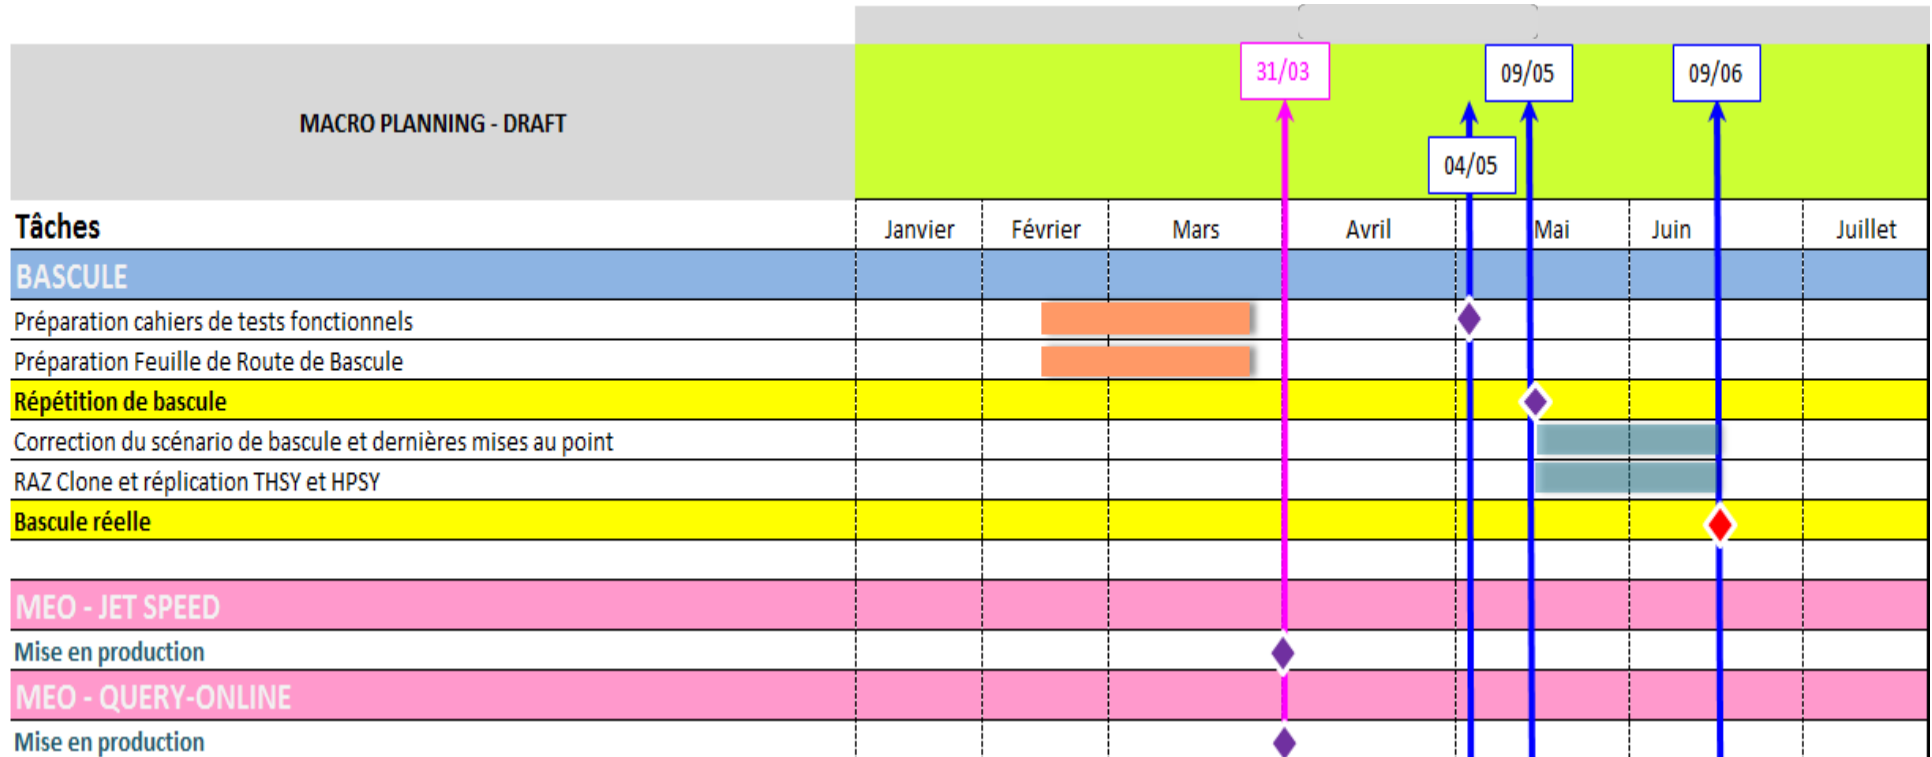 31/03
09/05
09/06
MACRO PLANNING - DRAFT
04/05
Tâches
Janvier Février Mars Avril Mai Juin Juillet
BASCULE
Préparation cahiers de tests fonctionnels
Préparation Feuille de Route de Bascule
Répétition de bascule
Correction du scénario de bascule et dernières mises au point
RAZ Clone et réplication THSY et HPSY
Bascule réelle
MEO - JET SPEED
Mise en production
MEO - QUERY-ONLINE
Mise en production